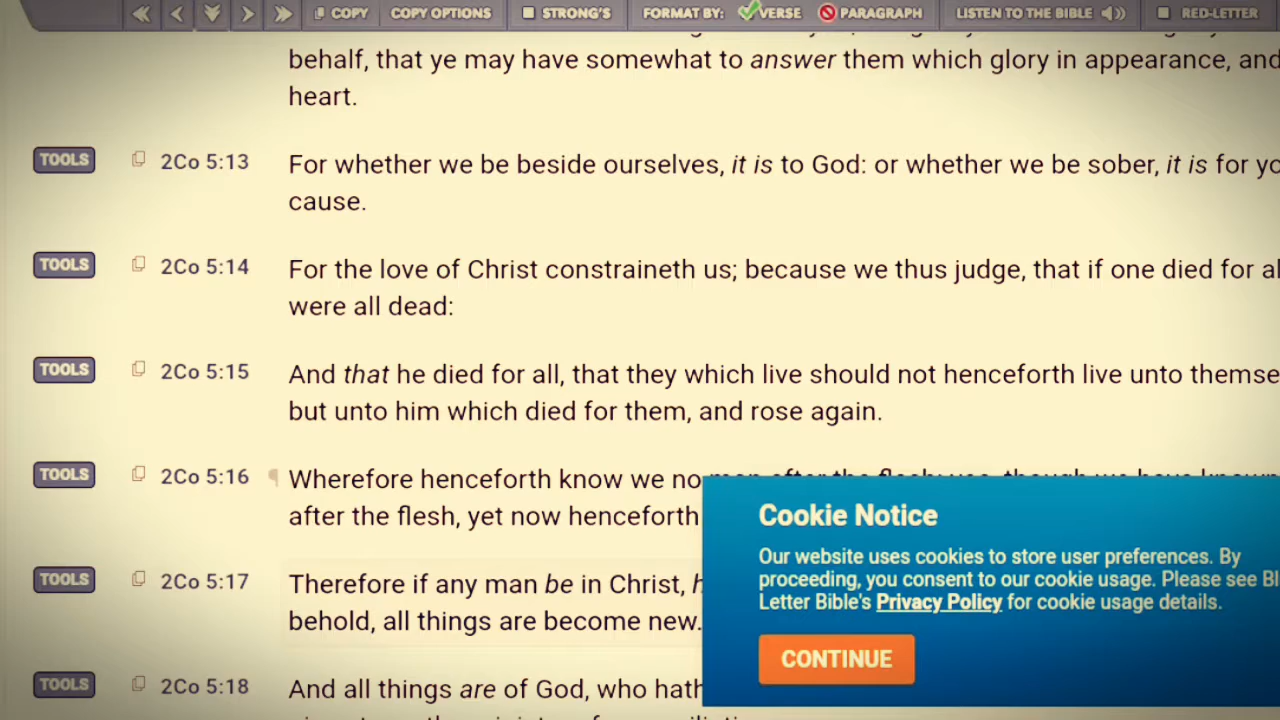 COPY COPY OPTIONS STRONG'S FORMAT BY: VERSE PARAGRAPH LISTEN TO THE BIBLE RED-LETTER
behalf, that ye may have somewhat to answer them which glory in appearance, and
heart.
TOOLS 2Co 5:13 For whether we be beside ourselves, it is to God: or whether we be sober, it is for
cause.
TOOLS 2Co 5:14 For the love of Christ constraineth us; because we thus judge, that if one died for
were all dead:
TOOLS 2Co 5:15 And that he died for all, that they which live should not henceforth live unto
but unto him which died for them, and rose again.
TOOLS 2Co 5:16 ¶ Wherefore henceforth know we no man after the flesh: yea, though we have known
after the flesh, yet now henceforth
TOOLS 2Co 5:17 Therefore if any man be in Christ,
behold, all things are become new.
TOOLS 2Co 5:18 And all things are of God, who hath
Cookie Notice
Our website uses cookies to store user preferences. By
proceeding, you consent to our cookie usage. Please see
Letter Bible's Privacy Policy for cookie usage details.
CONTINUE